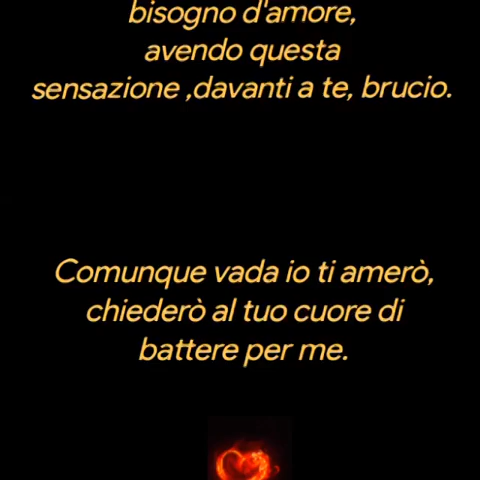 bisogno d'amore,
avendo questa
sensazione ,davanti a te, brucio.
Comunque vada io ti amerò,
chiederò al tuo cuore di
battere per me.